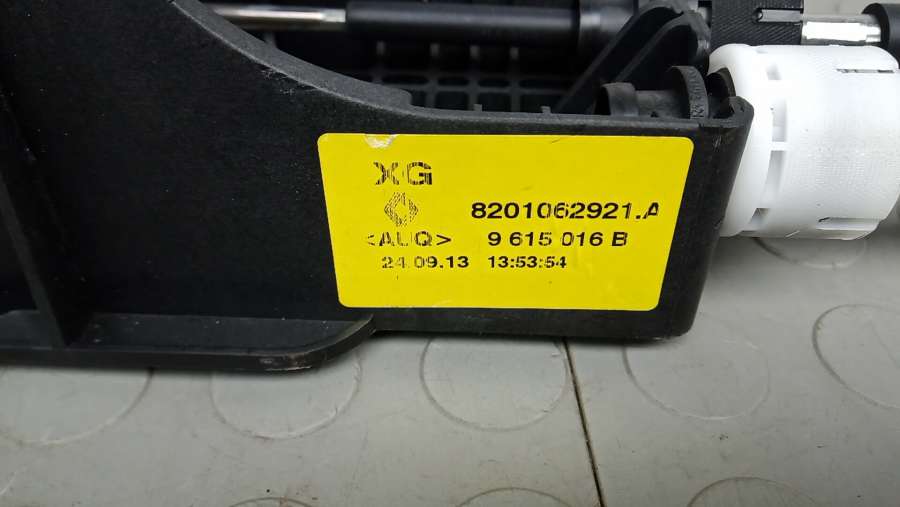 XG
8201062921.A
<AUQ> 9 615 016 B
24.09.13 13:53:54